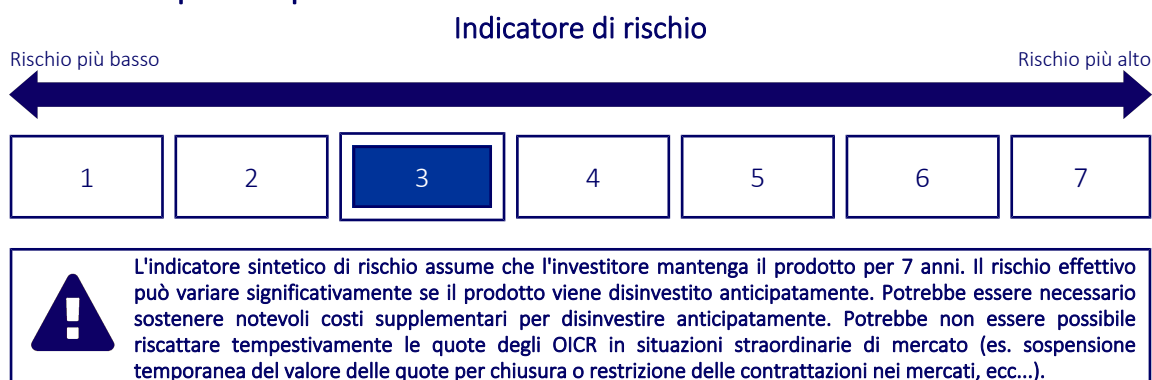 Indicatore di rischio
Rischio più basso
Rischio più alto
1 2 3 4 5 6 7
L'indicatore sintetico di rischio assume che l'investitore mantenga il prodotto per 7 anni. Il rischio effettivo
può variare significativamente se il prodotto viene disinvestito anticipatamente. Potrebbe essere necessario
sostenere notevoli costi supplementari per disinvestire anticipatamente. Potrebbe non essere possibile
riscattare tempestivamente le quote degli OICR in situazioni straordinarie di mercato (es. sospensione
temporanea del valore delle quote per chiusura o restrizione delle contrattazioni nei mercati, ecc...).